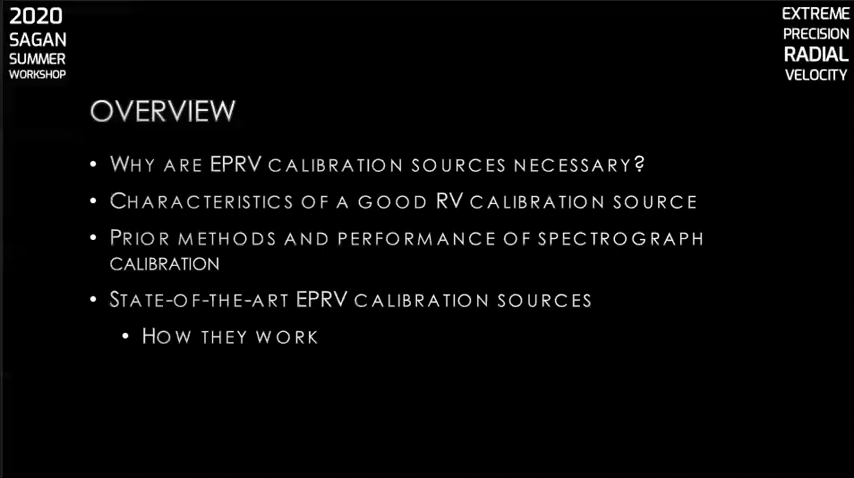 2020
SAGAN
SUMMER
WORKSHOP
EXTREME
PRECISION
RADIAL
VELOCITY
OVERVIEW
• WHY ARE EPRV CALIBRATION SOURCES NECESSARY?
• CHARACTERISTICS OF A GOOD RV CALIBRATION SOURCE
• PRIOR METHODS AND PERFORMANCE OF SPECTROGRAPH
CALIBRATION
• STATE-OF-THE-ART EPRV CALIBRATION SOURCES
• HOW THEY WORK